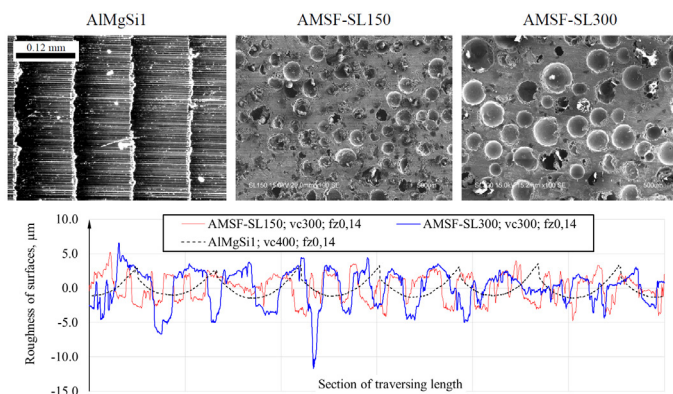 AlMgSi1 AMSF-SL150 AMSF-SL300
0.12 mm
10.0
5.0
0.0
-5.0
-10.0
-15.0
Roughness of surfaces, µm
AMSF-SL150; vc300; fz0,14 AMSF-SL300; vc300; fz0,14
AlMgSi1; vc400; fz0,14
Section of traversing length